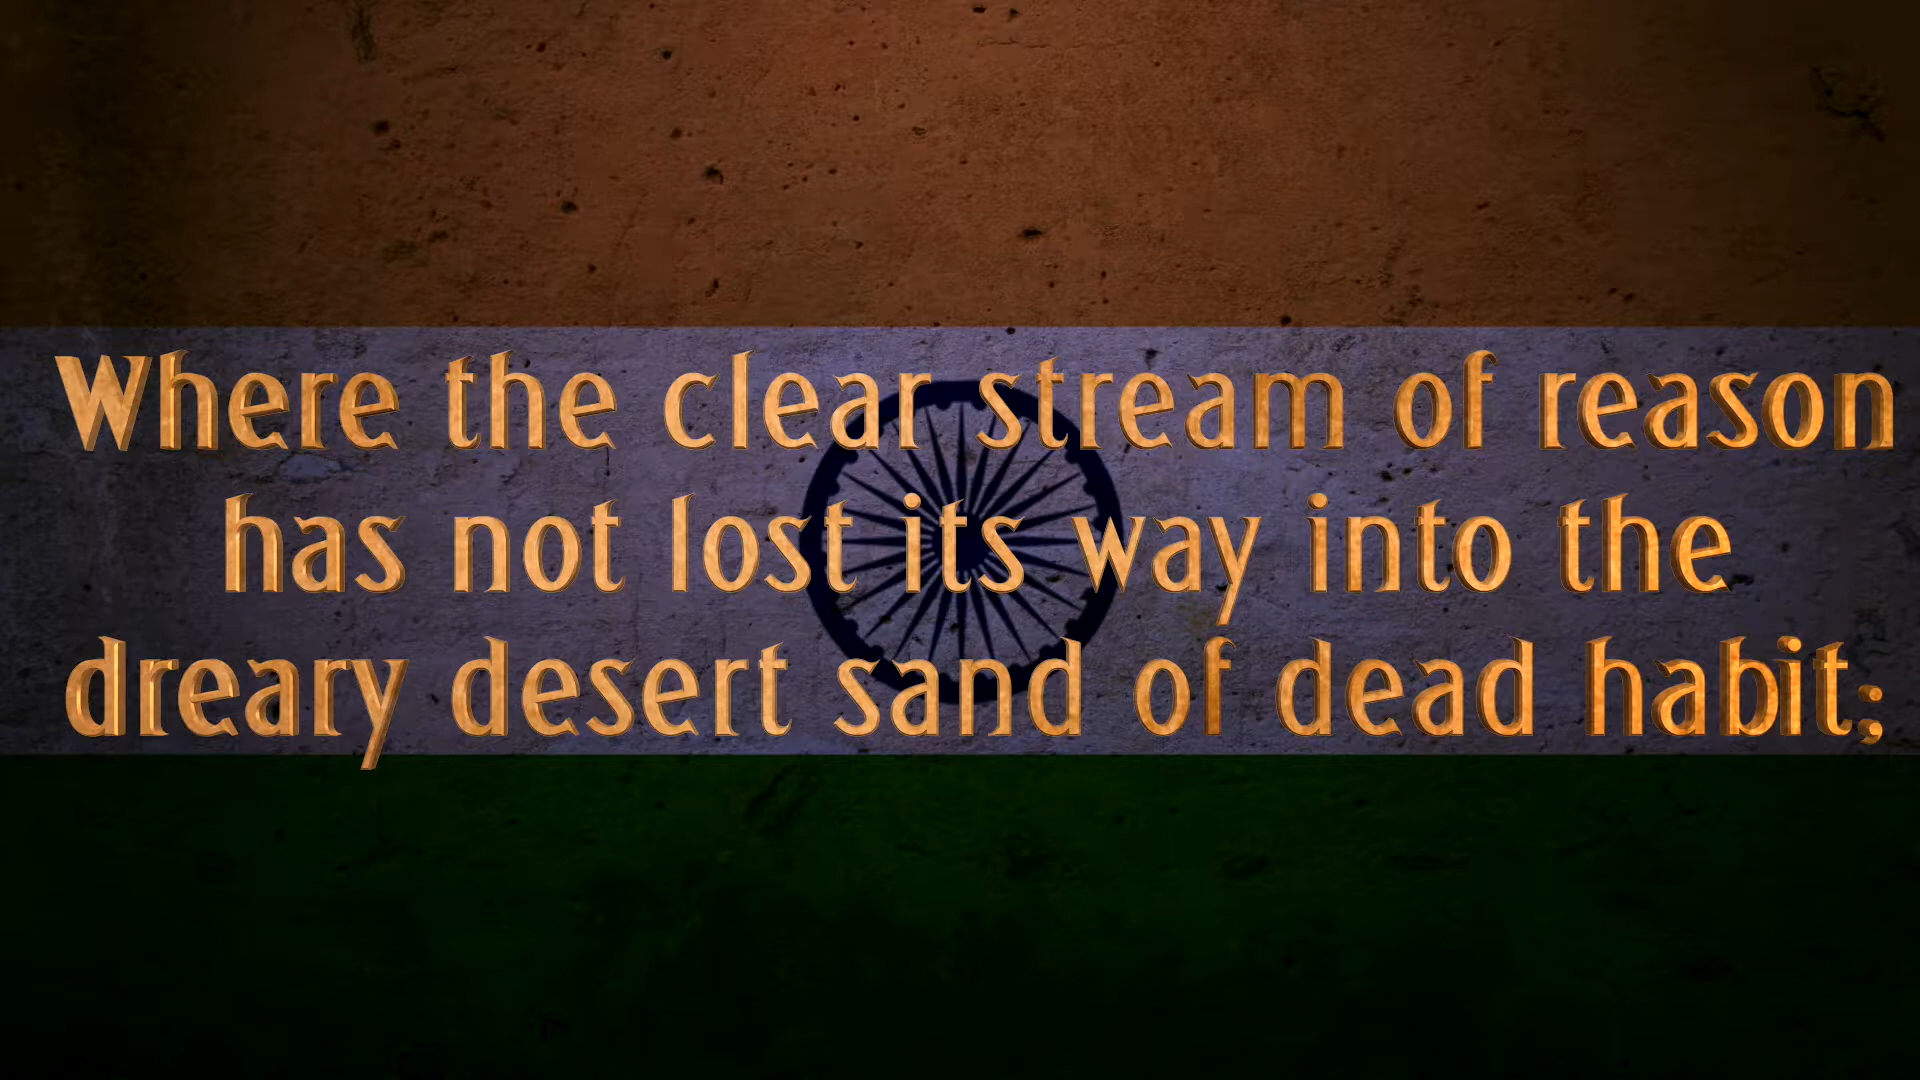 Where the clear stream of reason
has not lost its way into the
dreary desert sand of dead habit;